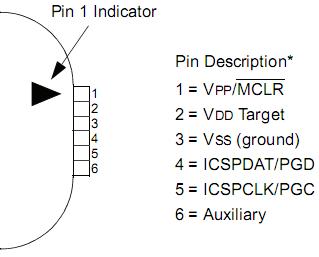 Pin 1 Indicator
1
2
3
4
5
6
Pin Description*
1 = VPP/MCLR
2 = VDD Target
3 = VSS (ground)
4 = ICSPDAT/PGD
5 = ICSPCLK/PGC
6 = Auxiliary